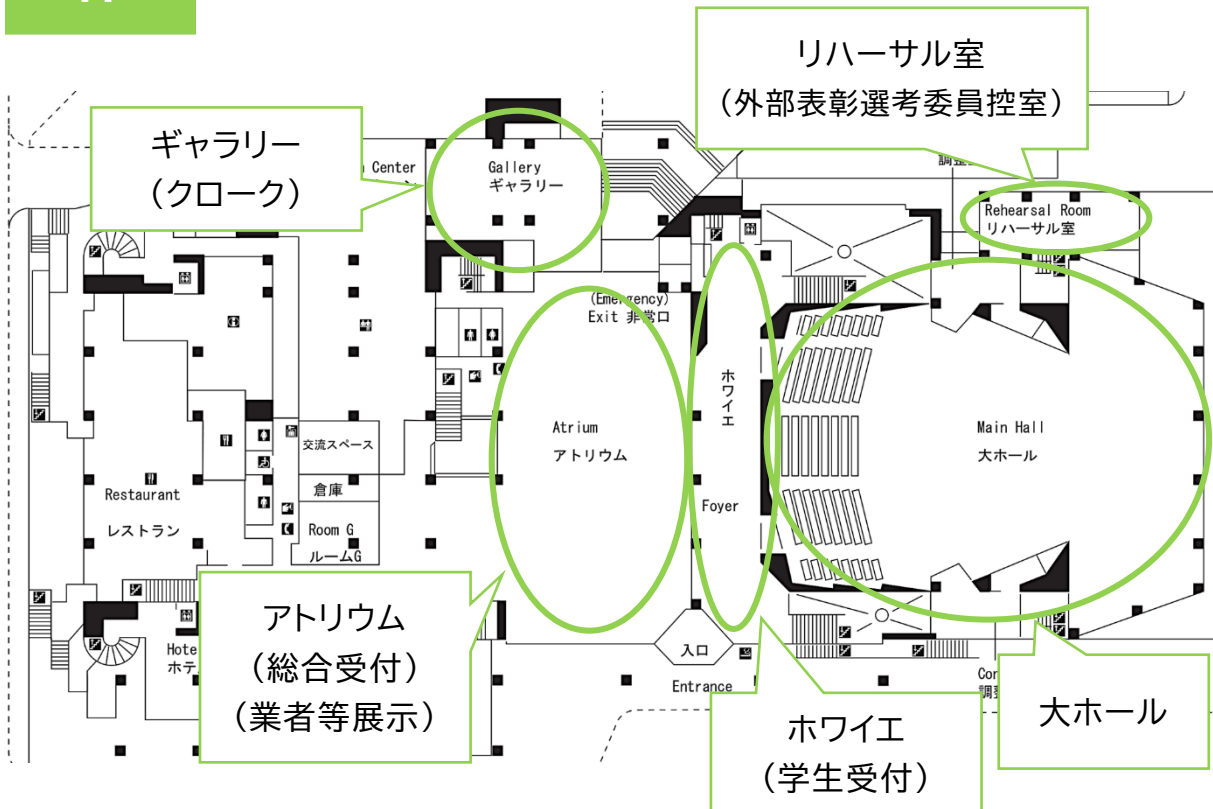 リハーサル室
（外部表彰選考委員控室）
ギャラリー
（クローク）
Center
Gallery
ギャラリー
Rehearsal Room
リハーサル室
(Emergency)
Exit 非常口
ホワイエ
Atrium
アトリウム
Main Hall
大ホール
交流スペース
倉庫
Restaurant
レストラン
Room G
ルームG
Foyer
アトリウム
（総合受付）
（業者等展示）
入口
Entrance
ホワイエ
（学生受付）
大ホール